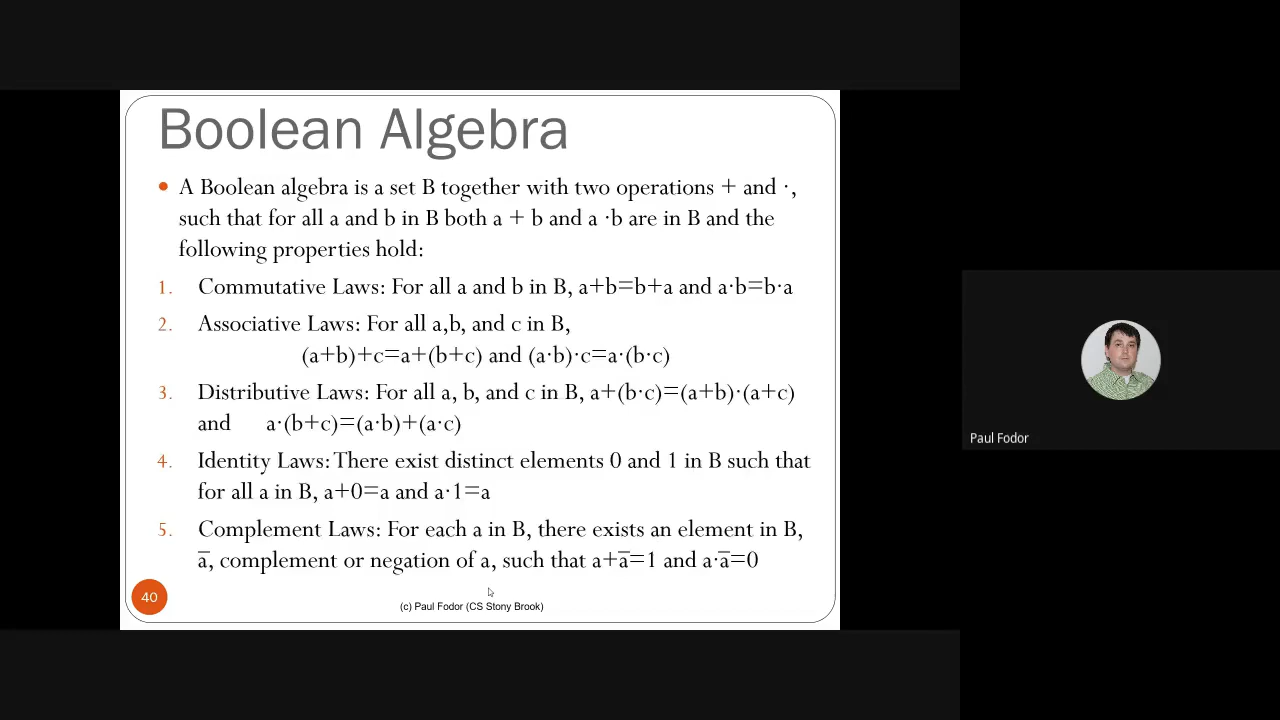 Boolean Algebra
• A Boolean algebra is a set B together with two operations + and ·,
such that for all a and b in B both a + b and a ·b are in B and the
following properties hold:
1. Commutative Laws: For all a and b in B, a+b=b+a and a·b=b·a
2. Associative Laws: For all a,b, and c in B,
(a+b)+c=a+(b+c) and (a·b)·c=a·(b·c)
3. Distributive Laws: For all a, b, and c in B, a+(b·c)=(a+b)·(a+c)
and a·(b+c)=(a·b)+(a·c)
4. Identity Laws: There exist distinct elements 0 and 1 in B such that
for all a in B, a+0=a and a·1=a
5. Complement Laws: For each a in B, there exists an element in B,
a̅, complement or negation of a, such that a+a̅=1 and a·a̅=0
40
(c) Paul Fodor (CS Stony Brook)
Paul Fodor